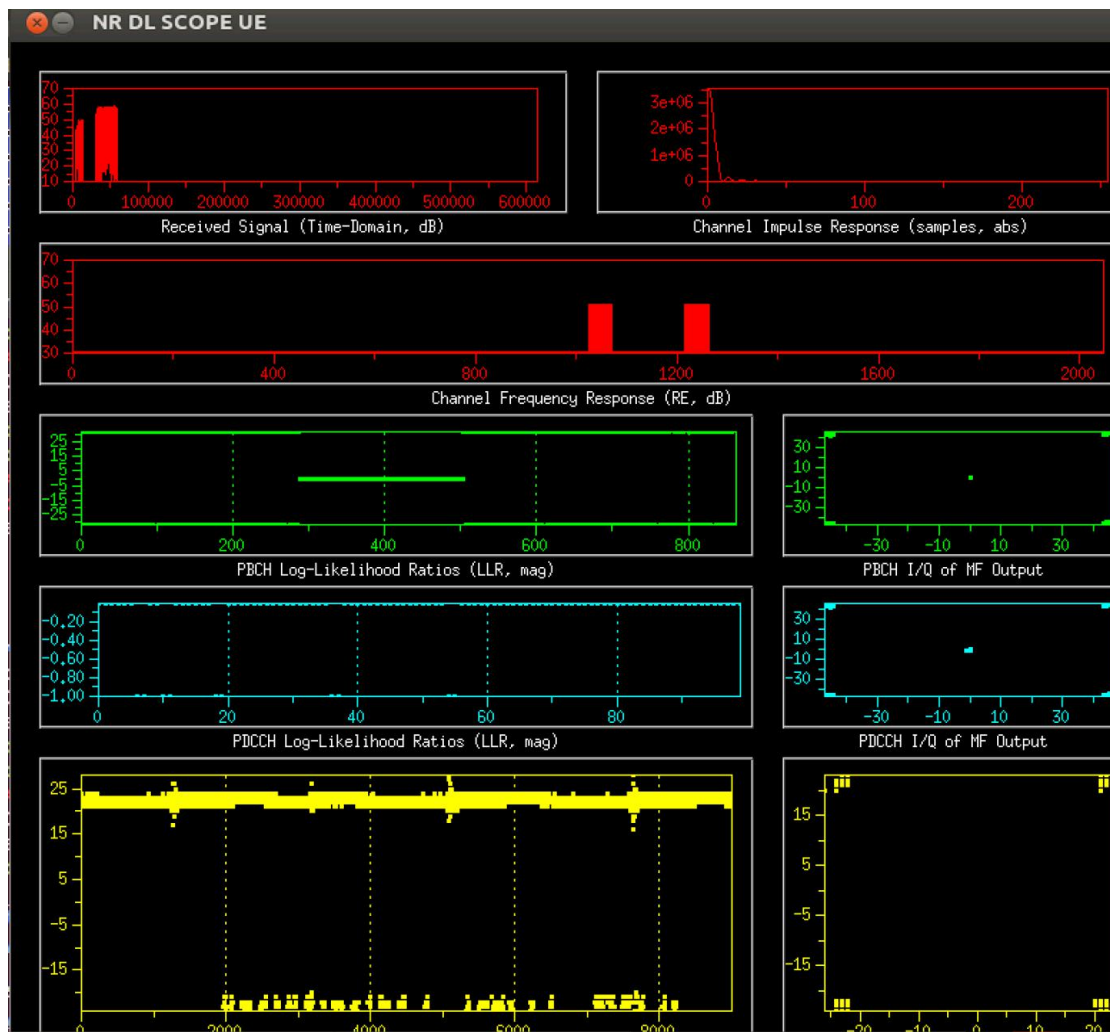 NR DL SCOPE UE
70
60
50
40
30
20
10
0 100000 200000 300000 400000 500000 600000
Received Signal (Time-Domain, dB)
3e+06
2e+06
1e+06
0
0 100 200
Channel Impulse Response (samples, abs)
70
60
50
40
30
0 400 800 1200 1600 2000
Channel Frequency Response (RE, dB)
25
15
5
-5
-15
-25
0 200 400 600 800
PBCH Log-Likelihood Ratios (LLR, mag)
30
10
-10
-30
-30 -10 10 30
PBCH I/Q of MF Output
-0.20
-0.40
-0.60
-0.80
-1.00
0 20 40 60 80
PDCCH Log-Likelihood Ratios (LLR, mag)
30
10
-10
-30
-30 -10 10 30
PDCCH I/Q of MF Output
25
15
5
-5
-15
0 2000 4000 6000 8000
15
5
-5
-15
-20 -10 0 10 20